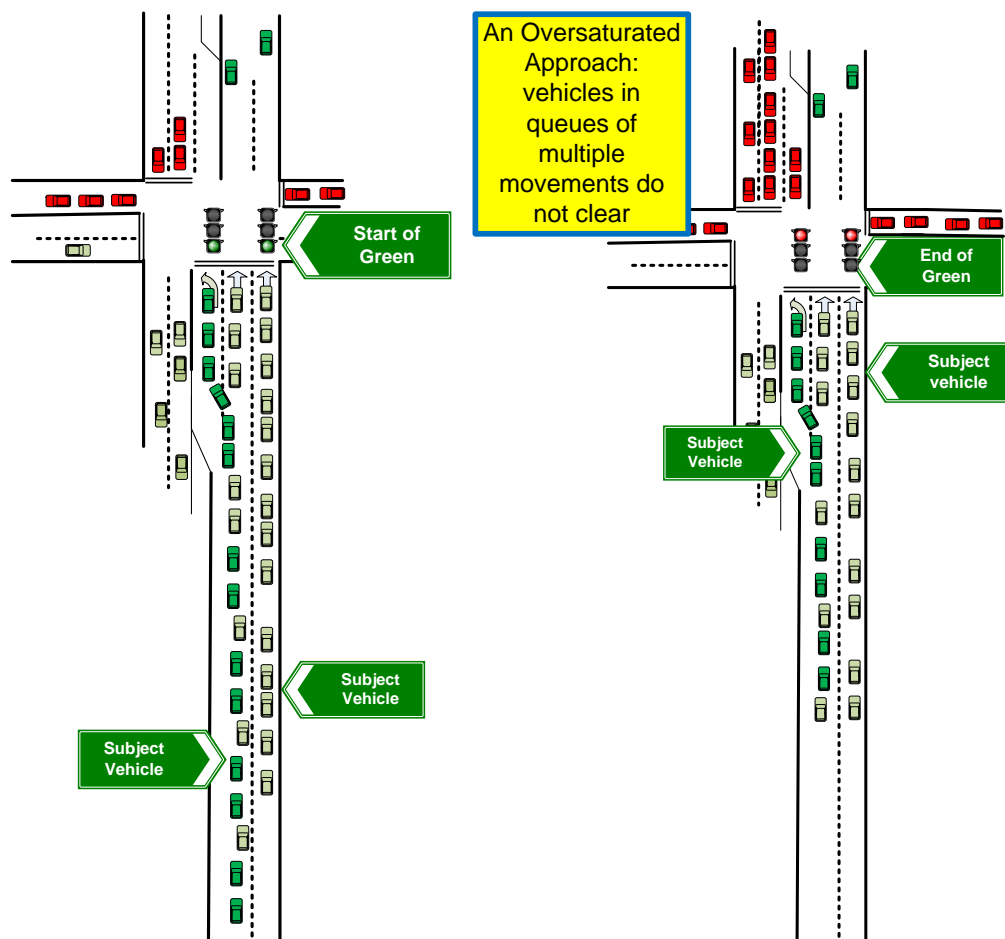 An Oversaturated
Approach:
vehicles in
queues of
multiple
movements do
not clear
Start of
Green
End of
Green
Subject
vehicle
Subject
Vehicle
Subject
Vehicle
Subject
Vehicle